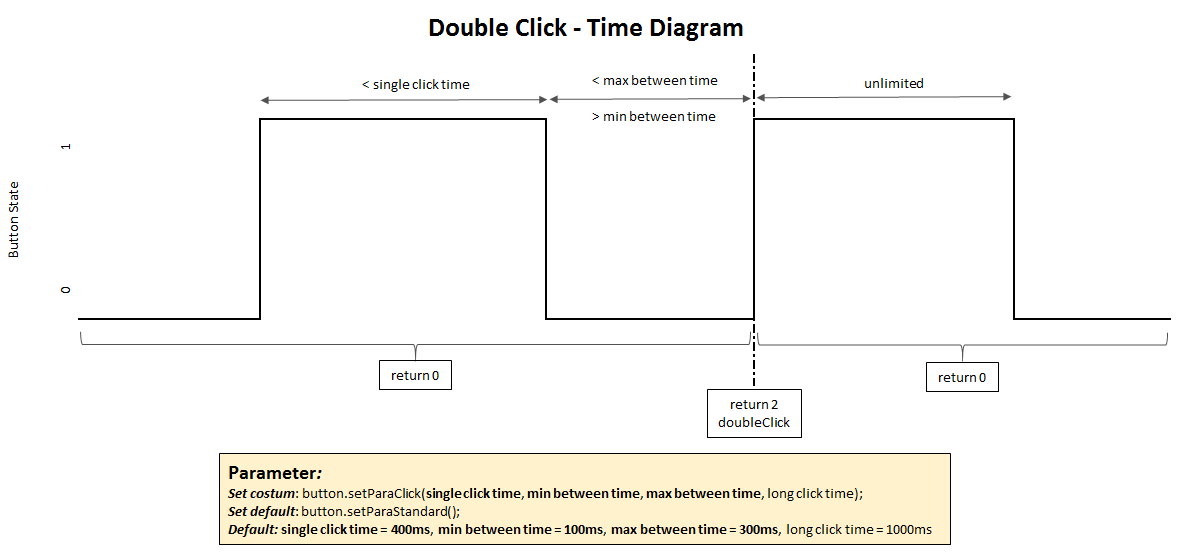 Double Click - Time Diagram
< single click time
< max between time
unlimited
> min between time
1
Button State
0
return 0
return 0
return 2
doubleClick
Parameter:
Set costum: button.setParaClick(single click time, min between time, max between time, long click time);
Set default: button.setParaStandard();
Default: single click time = 400ms, min between time = 100ms, max between time = 300ms, long click time = 1000ms